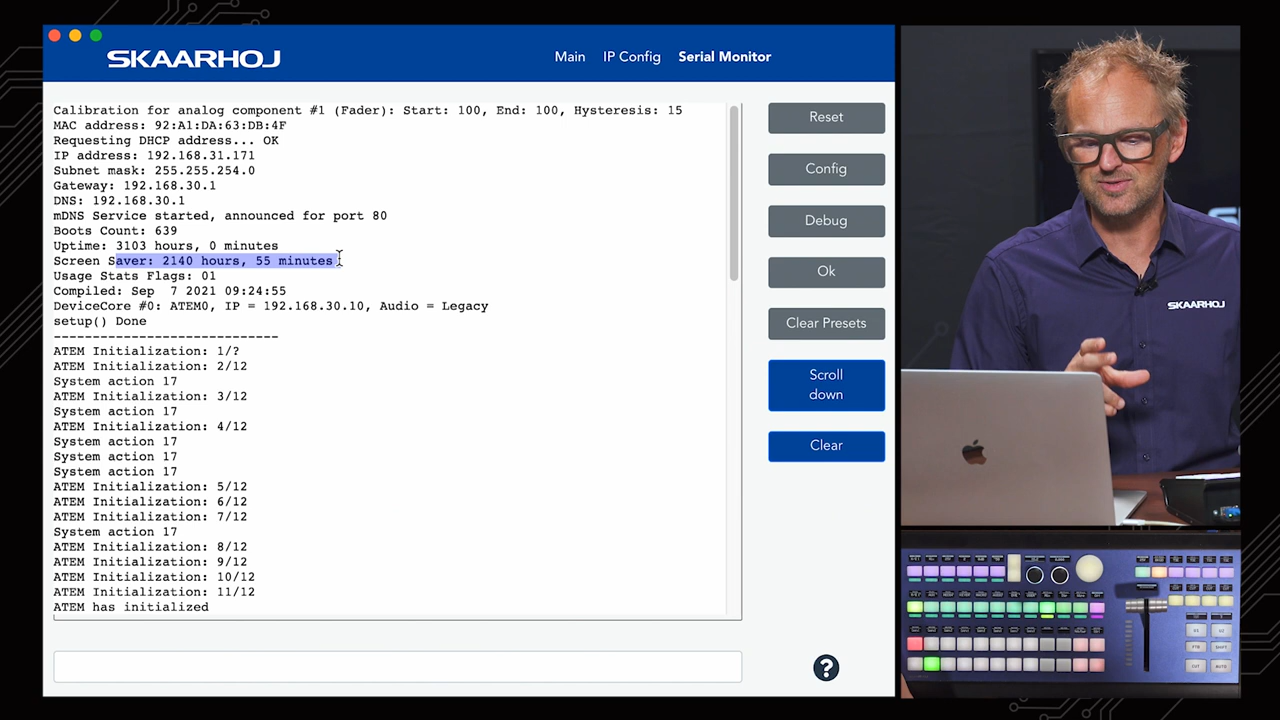 SKAARHOJ
Main
IP Config
Serial Monitor
Calibration for analog component #1 (Fader): Start: 100, End: 100, Hysteresis: 15
MAC address: 92:A1:DA:63:DB:4F
Requesting DHCP address... OK
IP address: 192.168.31.171
Subnet mask: 255.255.254.0
Gateway: 192.168.30.1
DNS: 192.168.30.1
mDNS Service started, announced for port 80
Boots Count: 639
Uptime: 3103 hours, 0 minutes
Screen Saver: 2140 hours, 55 minutes
Usage Stats Flags: 01
Compiled: Sep  7 2021 09:24:55
DeviceCore #0: ATEM0, IP = 192.168.30.10, Audio = Legacy
setup() Done
-----------------------------
ATEM Initialization: 1/?
ATEM Initialization: 2/12
System action 17
ATEM Initialization: 3/12
System action 17
ATEM Initialization: 4/12
System action 17
System action 17
System action 17
ATEM Initialization: 5/12
ATEM Initialization: 6/12
ATEM Initialization: 7/12
System action 17
ATEM Initialization: 8/12
ATEM Initialization: 9/12
ATEM Initialization: 10/12
ATEM Initialization: 11/12
ATEM has initialized
Reset
Config
Debug
Ok
Clear Presets
Scroll
down
Clear
?
SKAARHOJ
FTB
SHIFT
CUT
AUTO